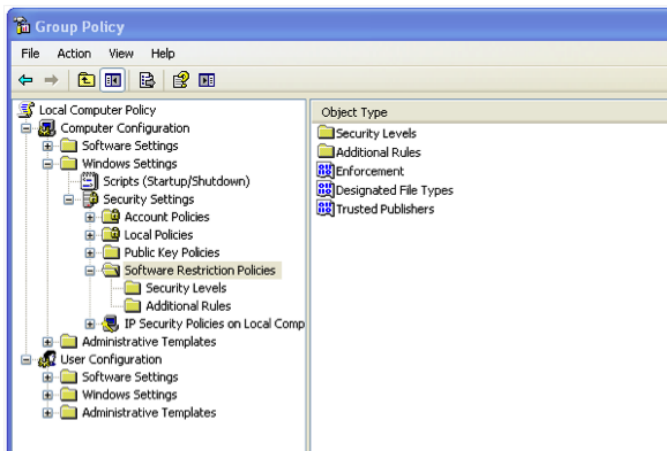 Group Policy
File Action View Help
Local Computer Policy
Computer Configuration
Software Settings
Windows Settings
Scripts (Startup/Shutdown)
Security Settings
Account Policies
Local Policies
Public Key Policies
Software Restriction Policies
Security Levels
Additional Rules
IP Security Policies on Local Comp
Administrative Templates
User Configuration
Software Settings
Windows Settings
Administrative Templates
Object Type
Security Levels
Additional Rules
Enforcement
Designated File Types
Trusted Publishers